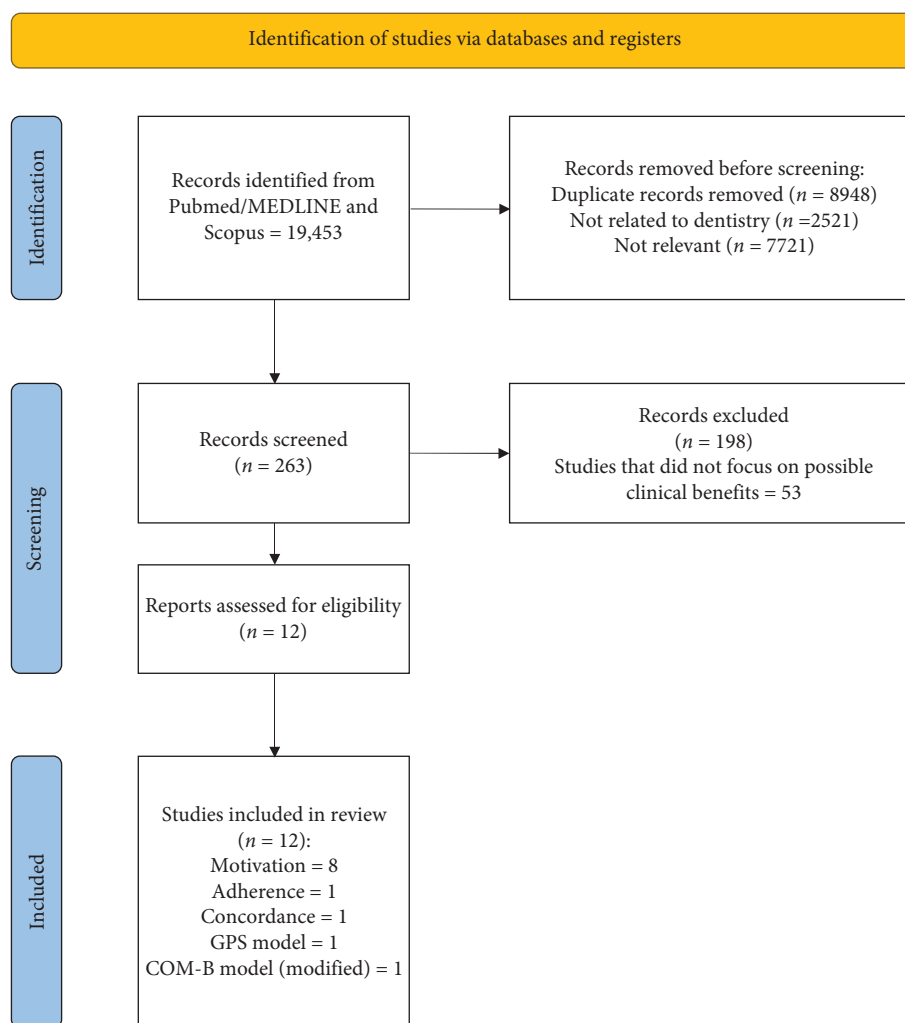 Identification of studies via databases and registers
Identification
Records identified from
Pubmed/MEDLINE and
Scopus = 19,453
Records removed before screening:
Duplicate records removed (n = 8948)
Not related to dentistry (n =2521)
Not relevant (n = 7721)
Screening
Records screened
(n = 263)
Records excluded
(n = 198)
Studies that did not focus on possible
clinical benefits = 53
Reports assessed for eligibility
(n = 12)
Included
Studies included in review
(n = 12):
Motivation = 8
Adherence = 1
Concordance = 1
GPS model = 1
COM-B model (modified) = 1